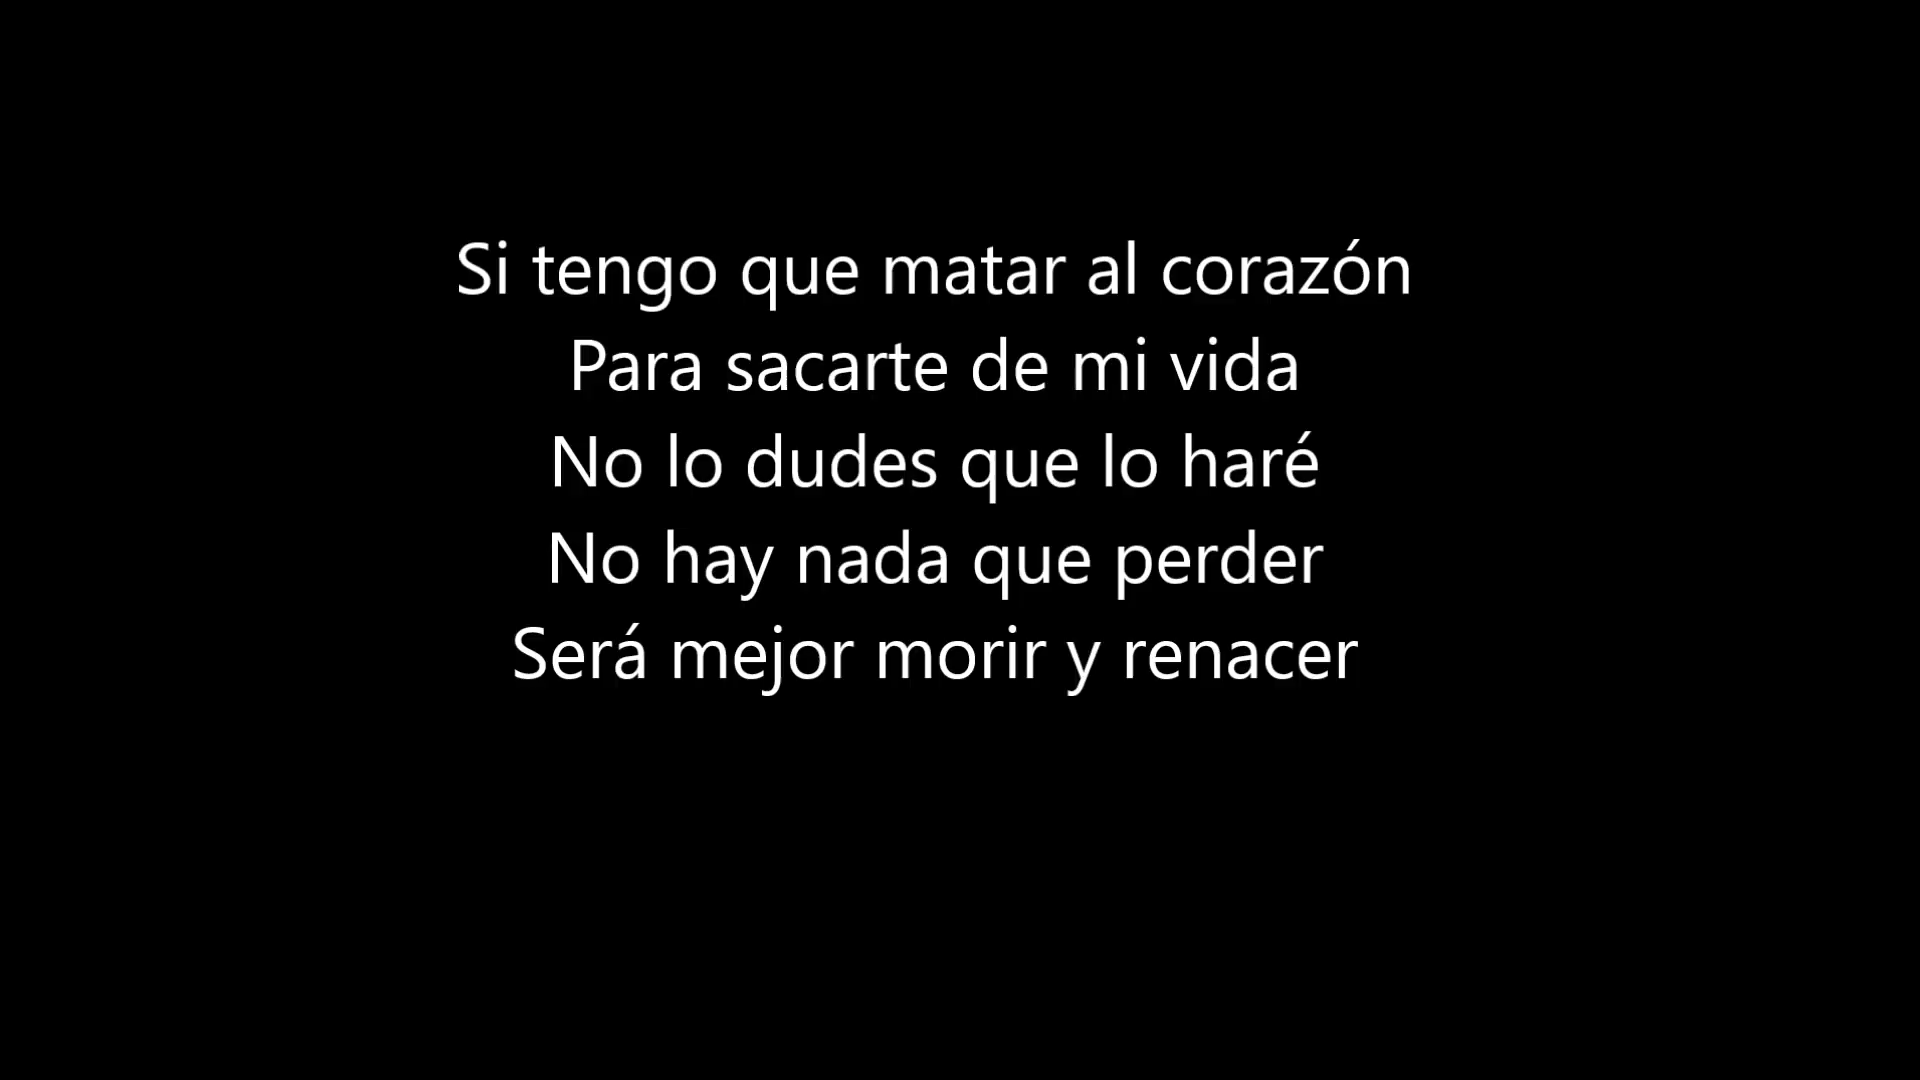 Si tengo que matar al corazón
Para sacarte de mi vida
No lo dudes que lo haré
No hay nada que perder
Será mejor morir y renacer